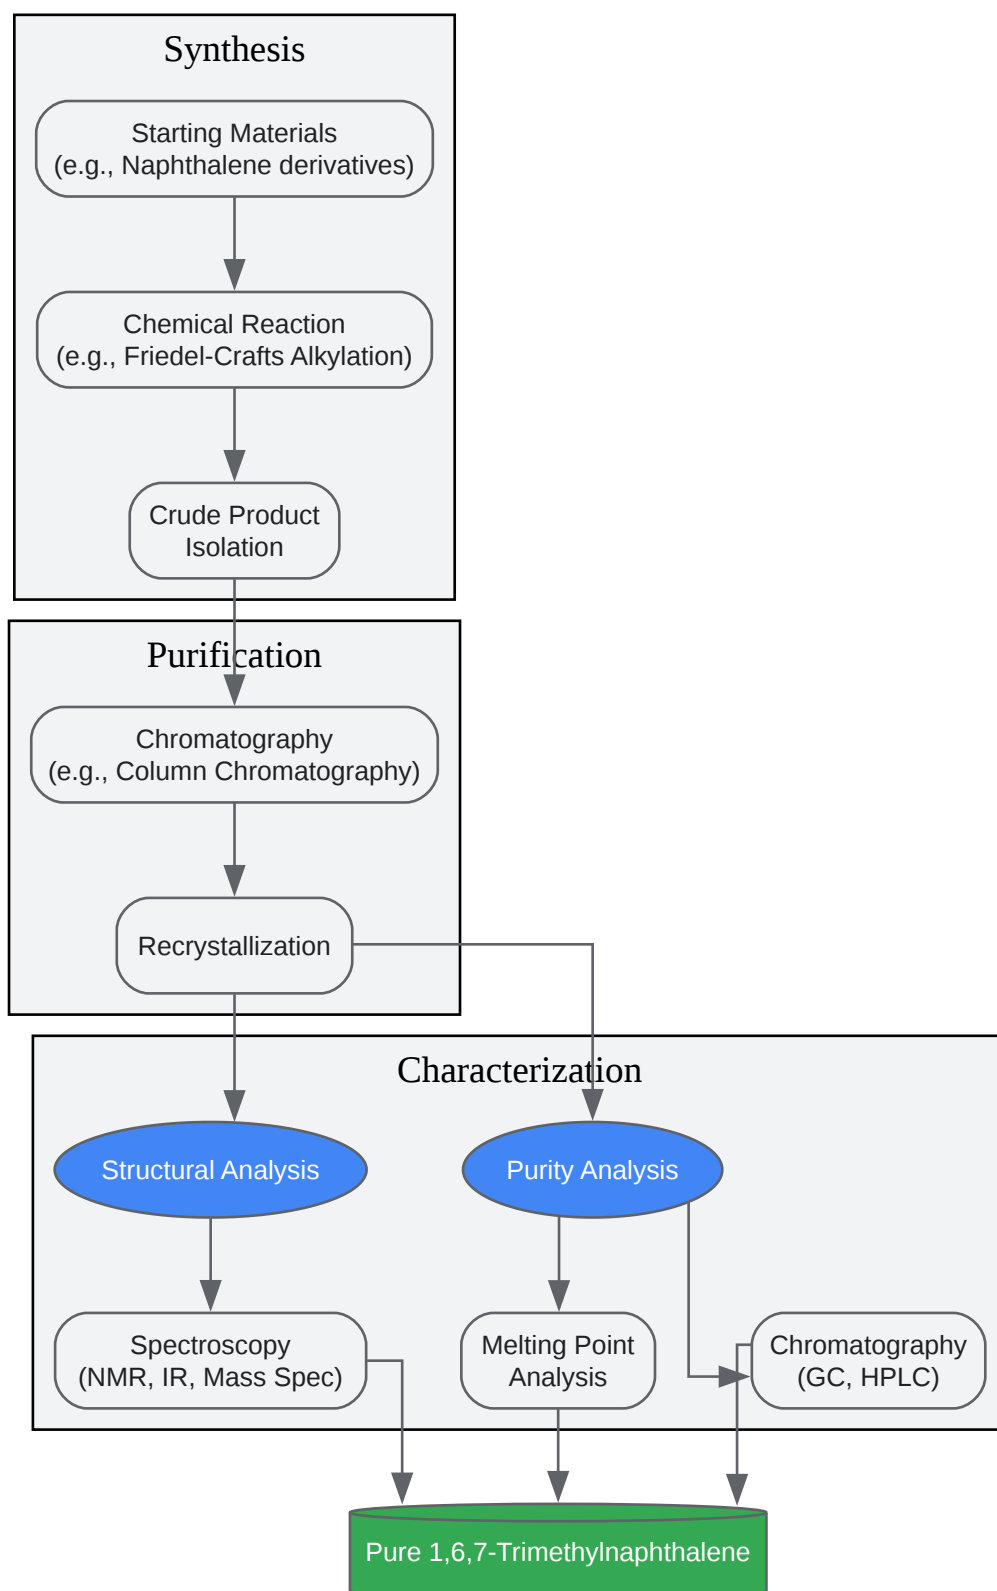 Synthesis
Starting Materials
(e.g., Naphthalene derivatives)
Chemical Reaction
(e.g., Friedel-Crafts Alkylation)
Crude Product
Isolation
Purification
Chromatography
(e.g., Column Chromatography)
Recrystallization
Characterization
Structural Analysis
Purity Analysis
Spectroscopy
(NMR, IR, Mass Spec)
Melting Point
Analysis
Chromatography
(GC, HPLC)
Pure 1,6,7-Trimethylnaphthalene